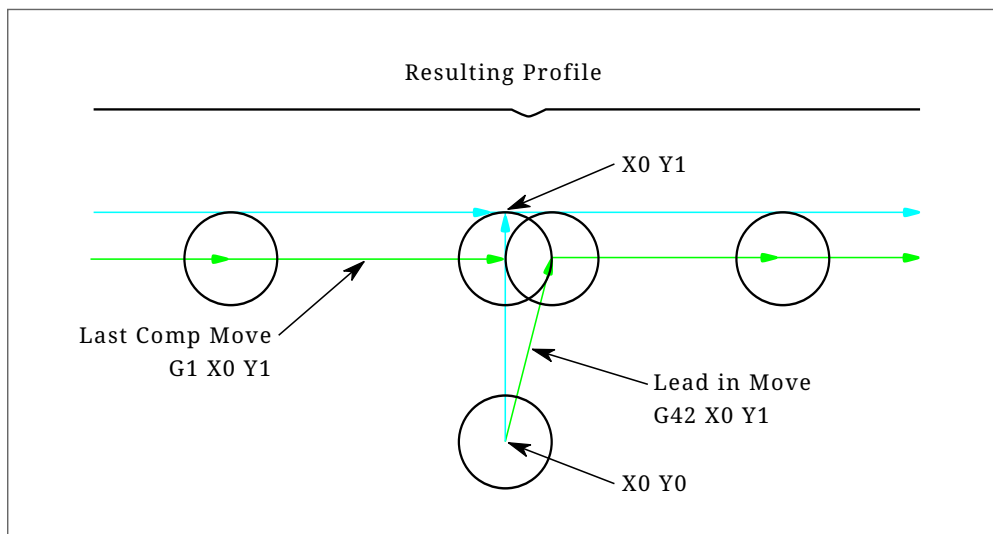 Resulting Profile
X0 Y1
Last Comp Move
G1 X0 Y1
Lead in Move
G42 X0 Y1
X0 Y0